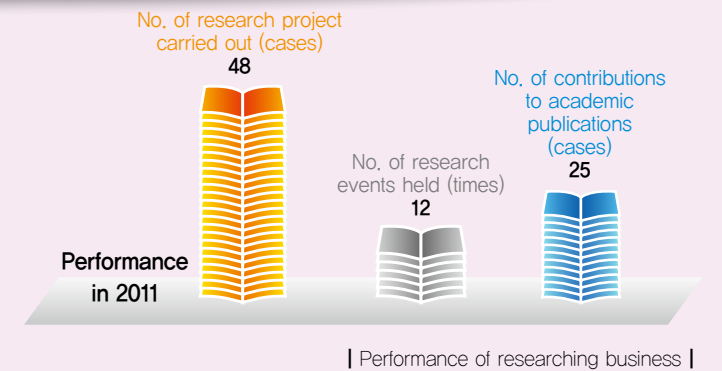 No. of research project
carried out (cases)
48
No. of research
events held (times)
12
No. of contributions
to academic
publications
(cases)
25
Performance
in 2011
| Performance of researching business |